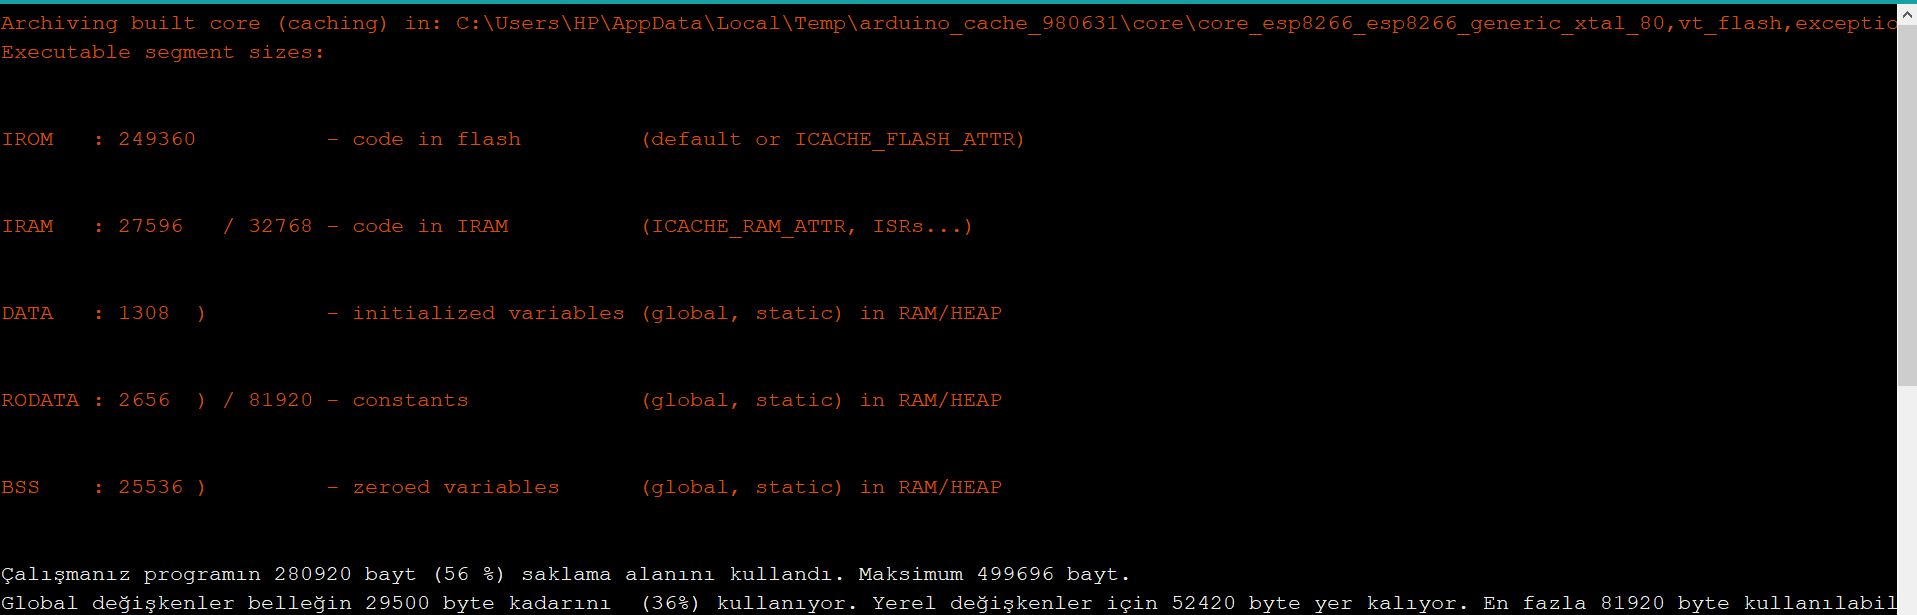 Archiving built core (caching) in: C:\Users\HP\AppData\Local\Temp\arduino_cache_980631\core\core_esp8266_esp8266_generic_xtal_80,vt_flash,exceptio
Executable segment sizes:
IROM   : 249360          - code in flash         (default or ICACHE_FLASH_ATTR)
IRAM   : 27596   / 32768 - code in IRAM          (ICACHE_RAM_ATTR, ISRs...)
DATA   : 1308  )         - initialized variables (global, static) in RAM/HEAP
RODATA : 2656  ) / 81920 - constants             (global, static) in RAM/HEAP
BSS    : 25536 )         - zeroed variables      (global, static) in RAM/HEAP
Çalışmanız programın 280920 bayt (56 %) saklama alanını kullandı. Maksimum 499696 bayt.
Global değişkenler belleğin 29500 byte kadarını  (36%) kullanıyor. Yerel değişkenler için 52420 byte yer kalıyor. En fazla 81920 byte kullanılabil